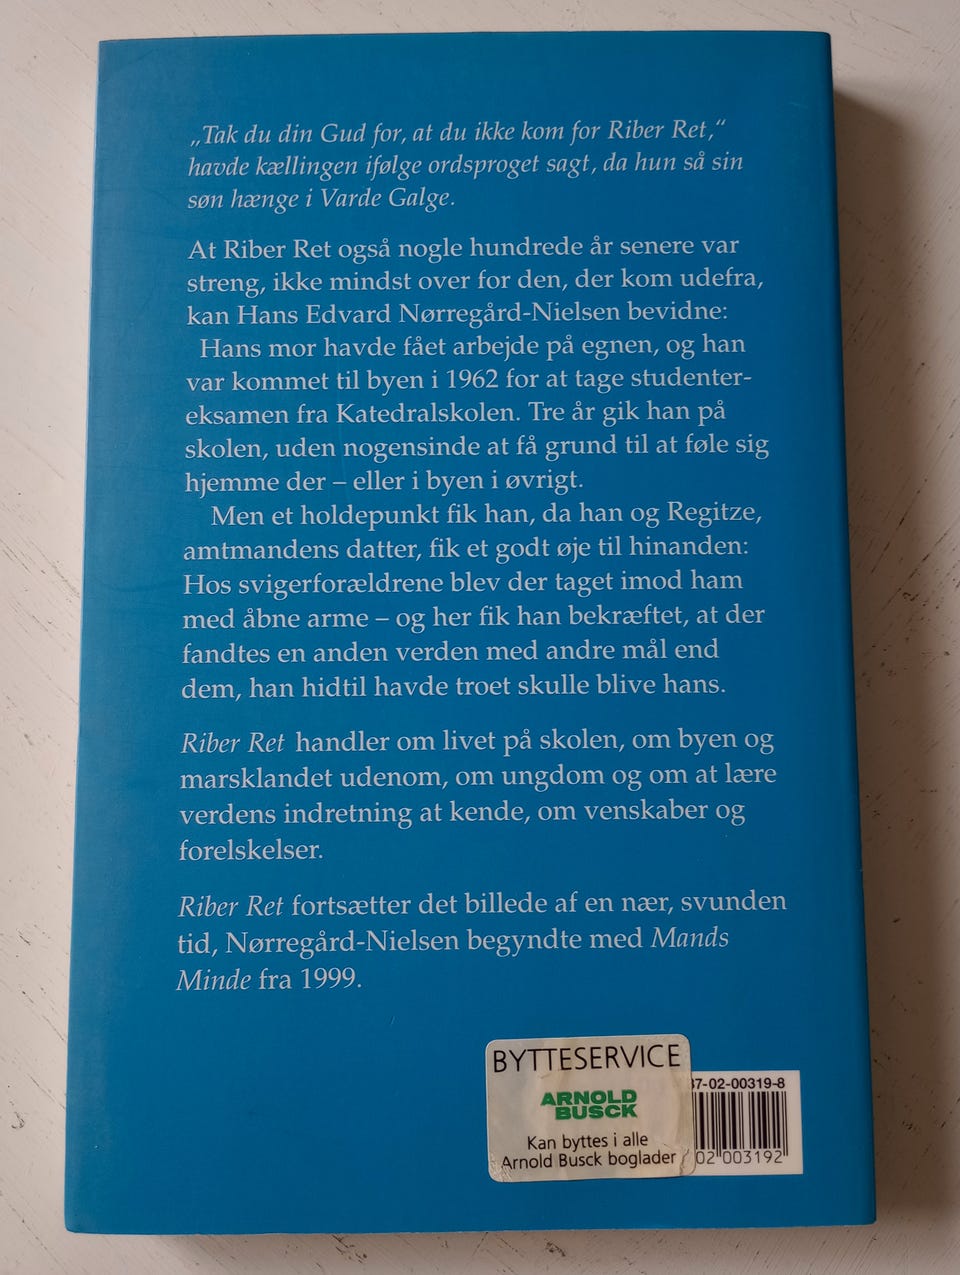 „Tak du din Gud for, at du ikke kom for Riber Ret,“
havde kællingen ifølge ordsproget sagt, da hun så sin
søn hænge i Varde Galge.
At Riber Ret også nogle hundrede år senere var
streng, ikke mindst over for den, der kom udefra,
kan Hans Edvard Nørregård-Nielsen bevidne:
Hans mor havde fået arbejde på egnen, og han
var kommet til byen i 1962 for at tage studenter-
eksamen fra Katedralskolen. Tre år gik han på
skolen, uden nogensinde at få grund til at føle sig
hjemme der – eller i byen i øvrigt.
Men et holdepunkt fik han, da han og Regitze,
amtmandens datter, fik et godt øje til hinanden:
Hos svigerforældrene blev der taget imod ham
med åbne arme – og her fik han bekræftet, at der
fandtes en anden verden med andre mål end
dem, han hidtil havde troet skulle blive hans.
Riber Ret handler om livet på skolen, om byen og
marsklandet udenom, om ungdom og om at lære
verdens indretning at kende, om venskaber og
forelskelser.
Riber Ret fortsætter det billede af en nær, svunden
tid, Nørregård-Nielsen begyndte med Mands
Minde fra 1999.
BYTTESERVICE
ARNOLD
BUSCK
Kan byttes i alle
Arnold Busck boglader
87-02-00319-8
02 003192